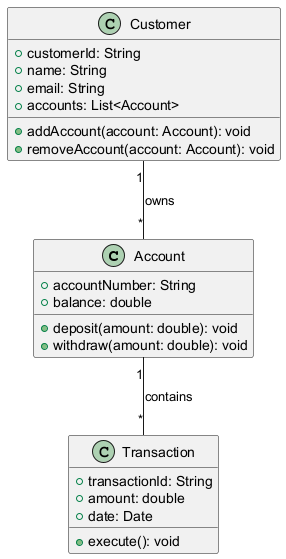 C Customer
customerId: String
name: String
email: String
accounts: List<Account>
addAccount(account: Account): void
removeAccount(account: Account): void
1
owns
*
C Account
accountNumber: String
balance: double
deposit(amount: double): void
withdraw(amount: double): void
1
contains
*
C Transaction
transactionId: String
amount: double
date: Date
execute(): void